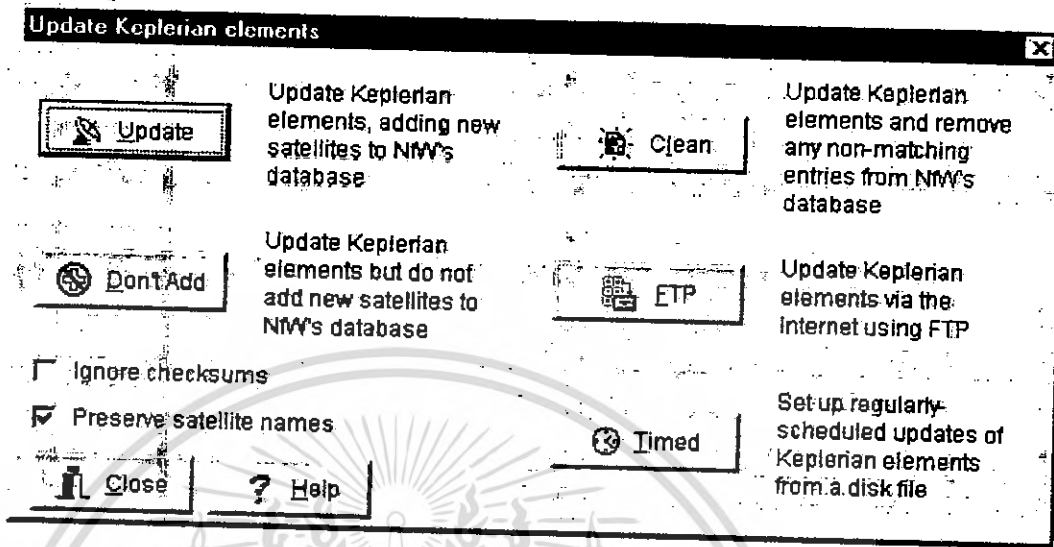 Update Keplerian elements
Update
Update Keplerian
elements, adding new
satellites to NfW's
database
Clean
Update Keplerian
elements and remove
any non-matching
entries from NfW's
database
Don't Add
Update Keplerian
elements but do not
add new satellites to
NfW's database
FTP
Update Keplerian
elements via the
Internet using FTP
Ignore checksums
Preserve satellite names
Timed
Set up regularly-
scheduled updates of
Keplerian elements
from a disk file
Close
? Help